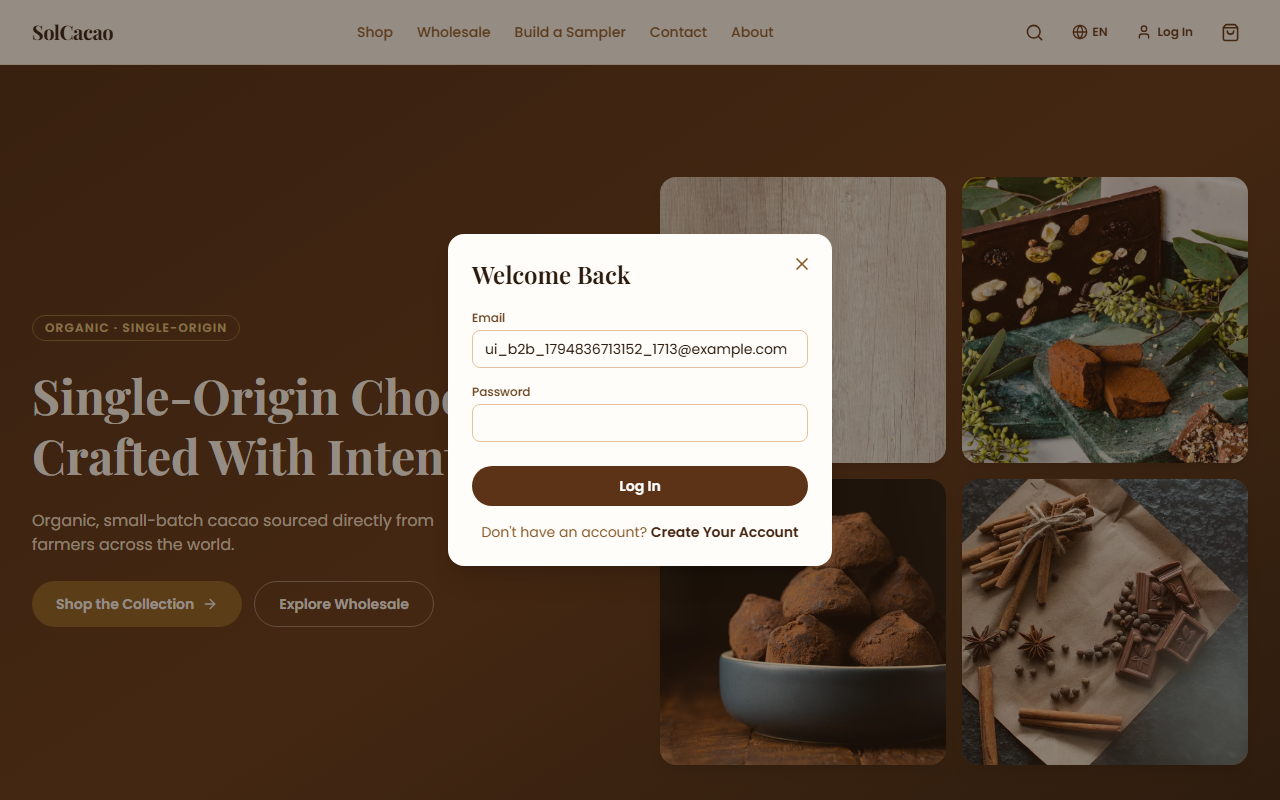 SolCacao
Shop
Wholesale
Build a Sampler
Contact
About
EN
Log In
ORGANIC · SINGLE-ORIGIN
Single-Origin
Crafted With
Organic, small-batch cacao sourced directly from
farmers across the world.
Shop the Collection
Explore Wholesale
Welcome Back
Email
ui_b2b_1794836713152_1713@example.com
Password
Log In
Don't have an account? Create Your Account